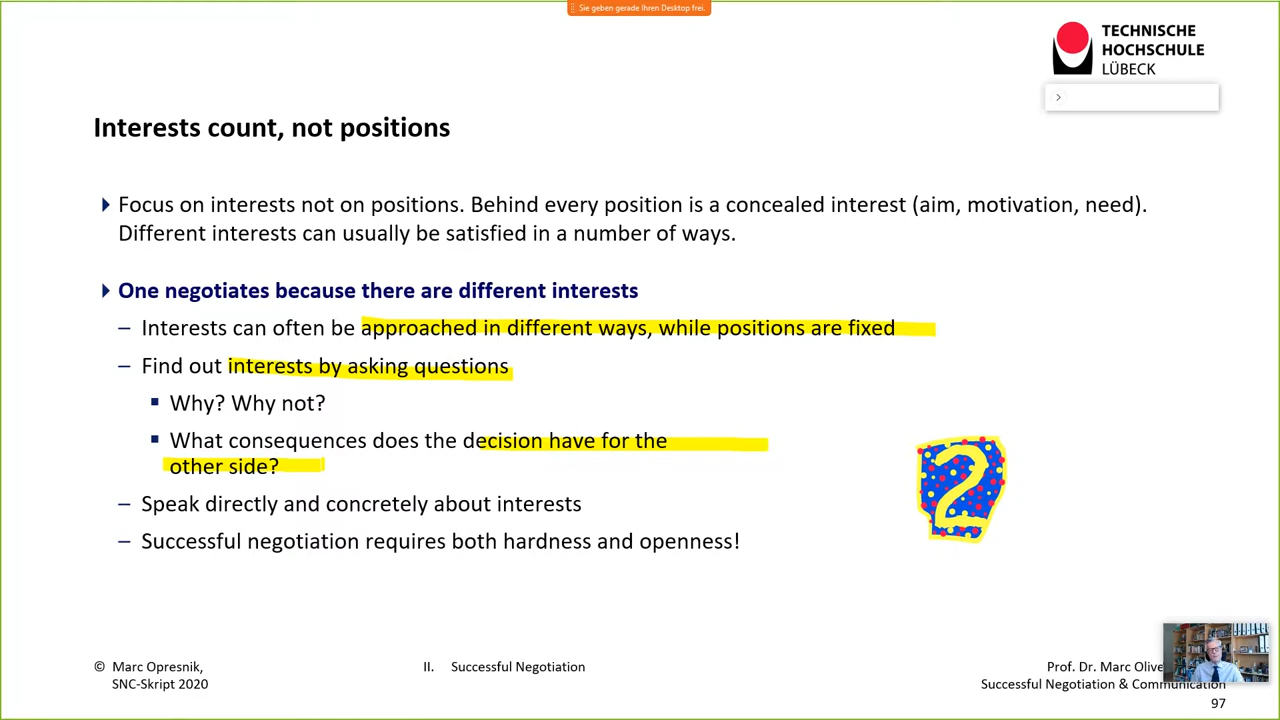 Sie geben gerade Ihren Desktop frei.
TECHNISCHE
HOCHSCHULE
LÜBECK
Interests count, not positions
Focus on interests not on positions. Behind every position is a concealed interest (aim, motivation, need).
Different interests can usually be satisfied in a number of ways.
One negotiates because there are different interests
– Interests can often be approached in different ways, while positions are fixed
– Find out interests by asking questions
▪ Why? Why not?
▪ What consequences does the decision have for the
other side?
– Speak directly and concretely about interests
– Successful negotiation requires both hardness and openness!
2
© Marc Opresnik,
SNC-Skript 2020
II. Successful Negotiation
Prof. Dr. Marc Olive
Successful Negotiation & Communication
97